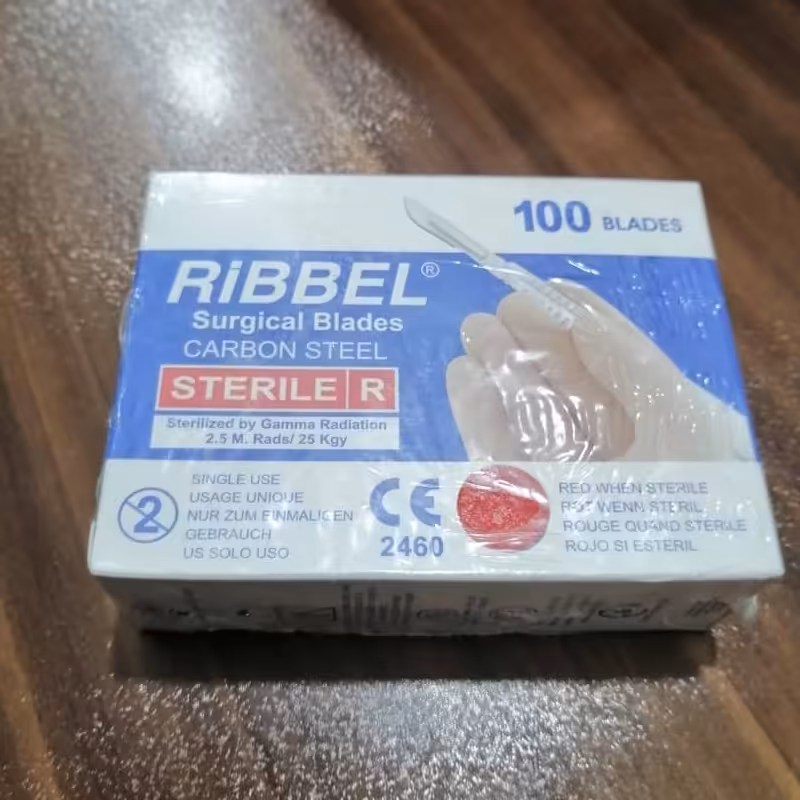 100 BLADES
RiBBEL®
Surgical Blades
CARBON STEEL
STERILE R
Sterilized by Gamma Radiation
2.5 M. Rads/ 25 Kgy
2
SINGLE USE
USAGE UNIQUE
NUR ZUM EINMALIGEN
GEBRAUCH
US SOLO USO
CE
2460
RED WHEN STERILE
ROT WENN STERIL
ROUGE QUAND STERILE
ROJO SI ESTERIL